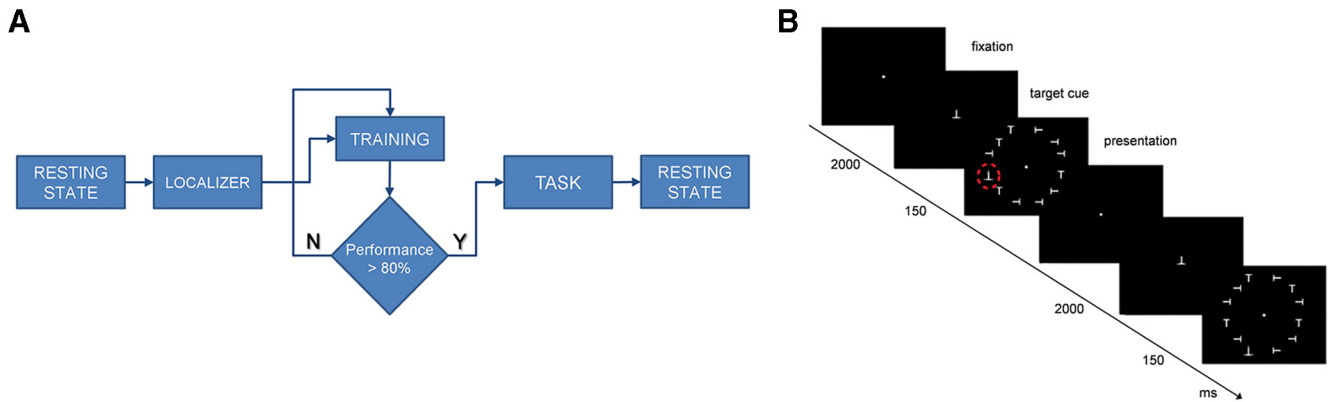 A
RESTING
STATE
LOCALIZER
TRAINING
Performance
> 80%
N
Y
TASK
RESTING
STATE
B
fixation
target cue
presentation
2000
150
2000
150
ms